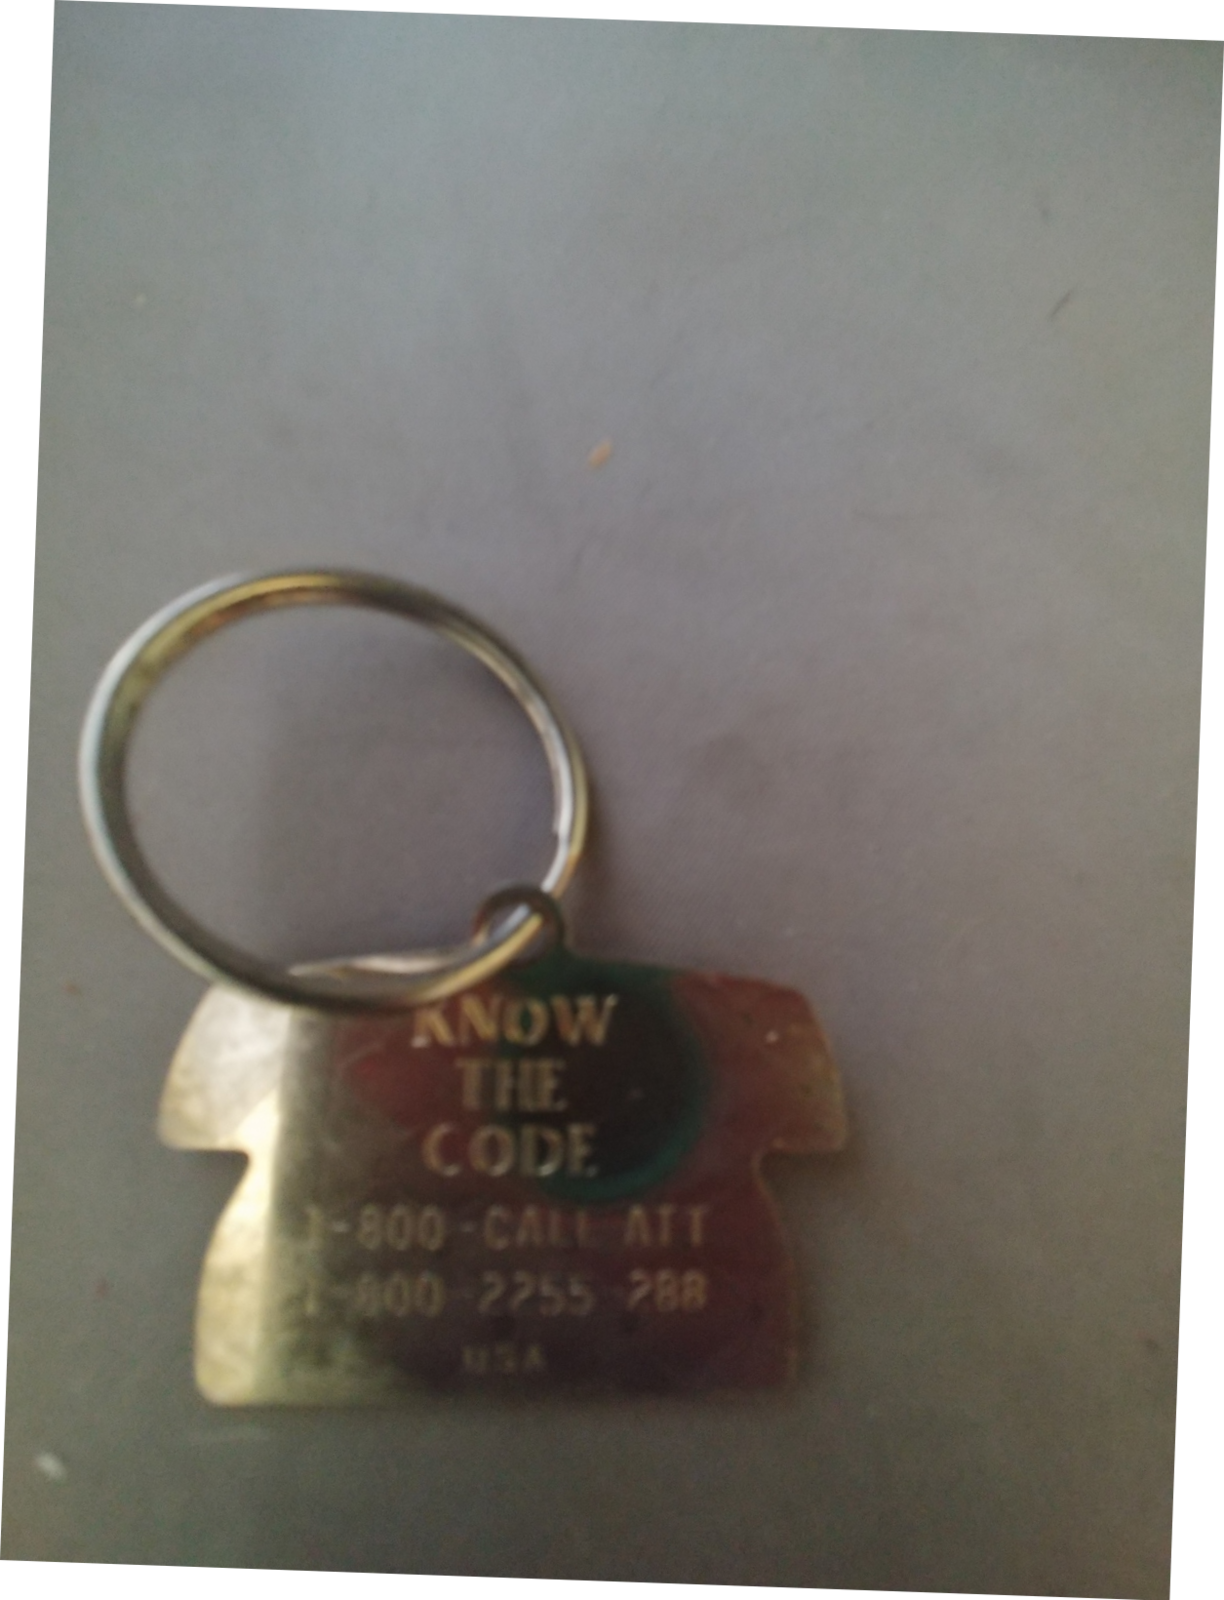 KNOW
THE
CODE
1-800-CALL ATT
1-800-2255 288
USA